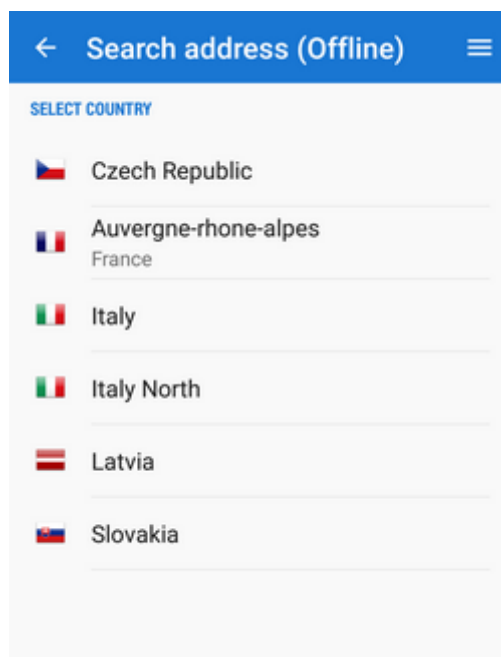 Search address (Offline)
SELECT COUNTRY
Czech Republic
Auvergne-rhone-alpes
France
Italy
Italy North
Latvia
Slovakia